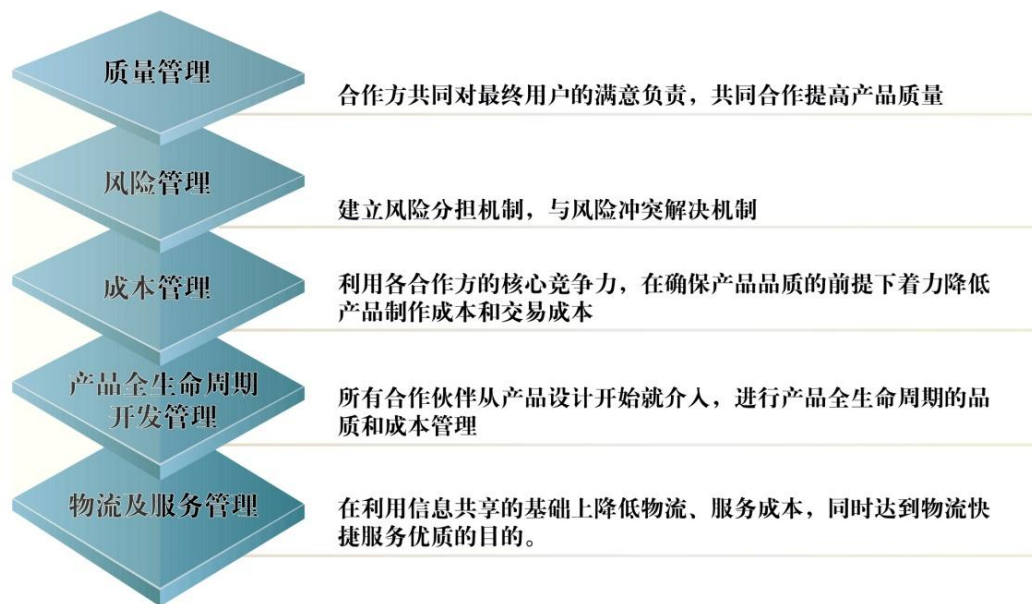 质量管理
合作方共同对最终用户的满意负责，共同合作提高产品质量
风险管理
建立风险分担机制，与风险冲突解决机制
成本管理
利用各合作方的核心竞争力，在确保产品品质的前提下着力降低
产品制作成本和交易成本
产品全生命周期
开发管理
所有合作伙伴从产品设计开始就介入，进行产品全生命周期的品
质和成本管理
物流及服务管理
在利用信息共享的基础上降低物流、服务成本，同时达到物流快
捷服务优质的目的。